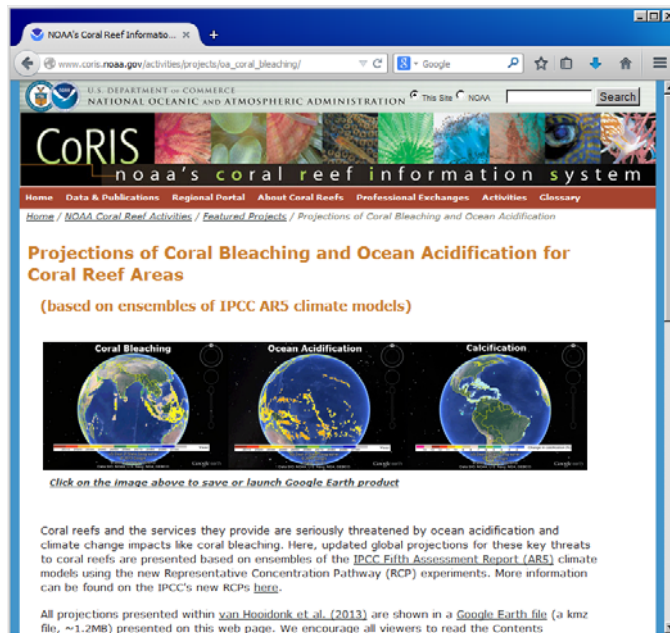 NOAA's Coral Reef Informatio...
www.coris.noaa.gov/activities/projects/oa_coral_bleaching/
Google
U.S. DEPARTMENT OF COMMERCE
NATIONAL OCEANIC AND ATMOSPHERIC ADMINISTRATION
This Site NOAA Search
CoRIS
noaa's coral reef information system
Home Data & Publications Regional Portal About Coral Reefs Professional Exchanges Activities Glossary
Home / NOAA Coral Reef Activities / Featured Projects / Projections of Coral Bleaching and Ocean Acidification
Projections of Coral Bleaching and Ocean Acidification for
Coral Reef Areas
(based on ensembles of IPCC AR5 climate models)
Coral Bleaching Ocean Acidification Calcification
Google earth Google earth Google earth
Click on the image above to save or launch Google Earth product
Coral reefs and the services they provide are seriously threatened by ocean acidification and
climate change impacts like coral bleaching. Here, updated global projections for these key threats
to coral reefs are presented based on ensembles of the IPCC Fifth Assessment Report (AR5) climate
models using the new Representative Concentration Pathway (RCP) experiments. More information
can be found on the IPCC's new RCPs here.
All projections presented within van Hooidonk et al. (2013) are shown in a Google Earth file (a kmz
file, ~1.2MB) presented on this web page. We encourage all viewers to read the Contents